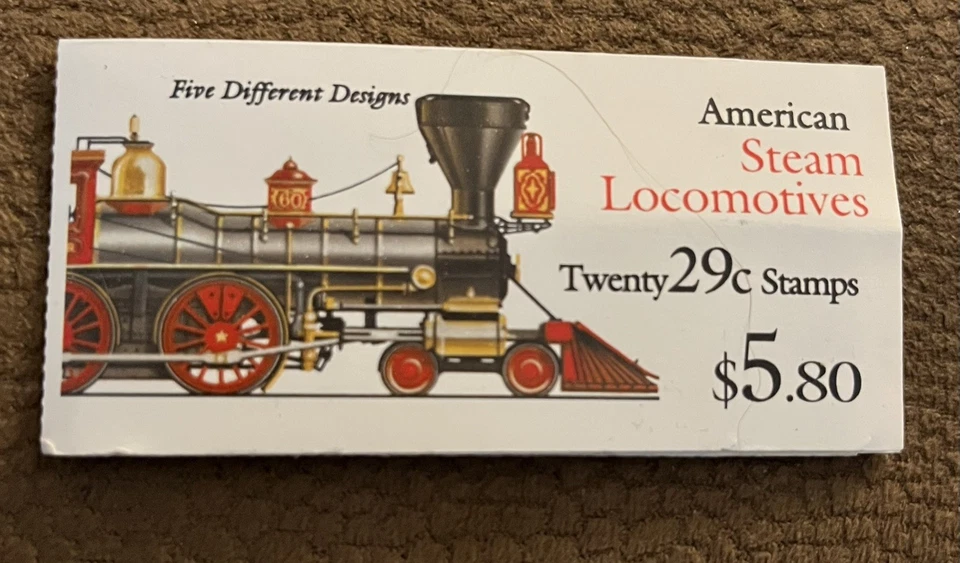 Five Different Designs
60
American
Steam
Locomotives
Twenty 29c Stamps
$5.80